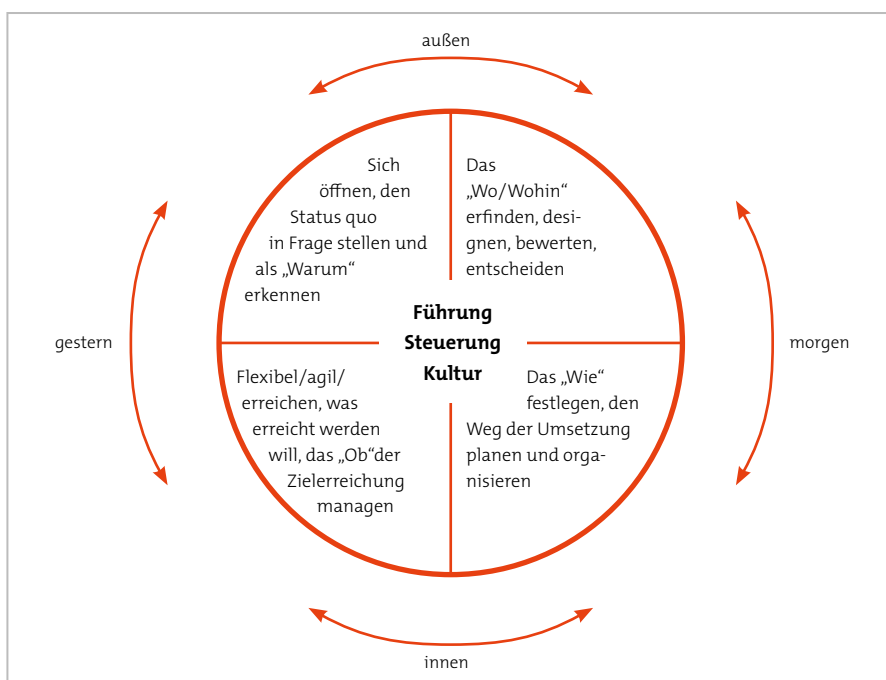 außen
Sich
öffnen, den
Status quo
in Frage stellen und
als „Warum“
erkennen
Das
„Wo/Wohin“
erfinden, desi-
gnen, bewerten,
entscheiden
gestern
Führung
Steuerung
Kultur
morgen
Flexibel/agil/
erreichen, was
erreicht werden
will, das „Ob“der
Zielerreichung
managen
Das „Wie“
festlegen, den
Weg der Umsetzung
planen und orga-
nisieren
innen